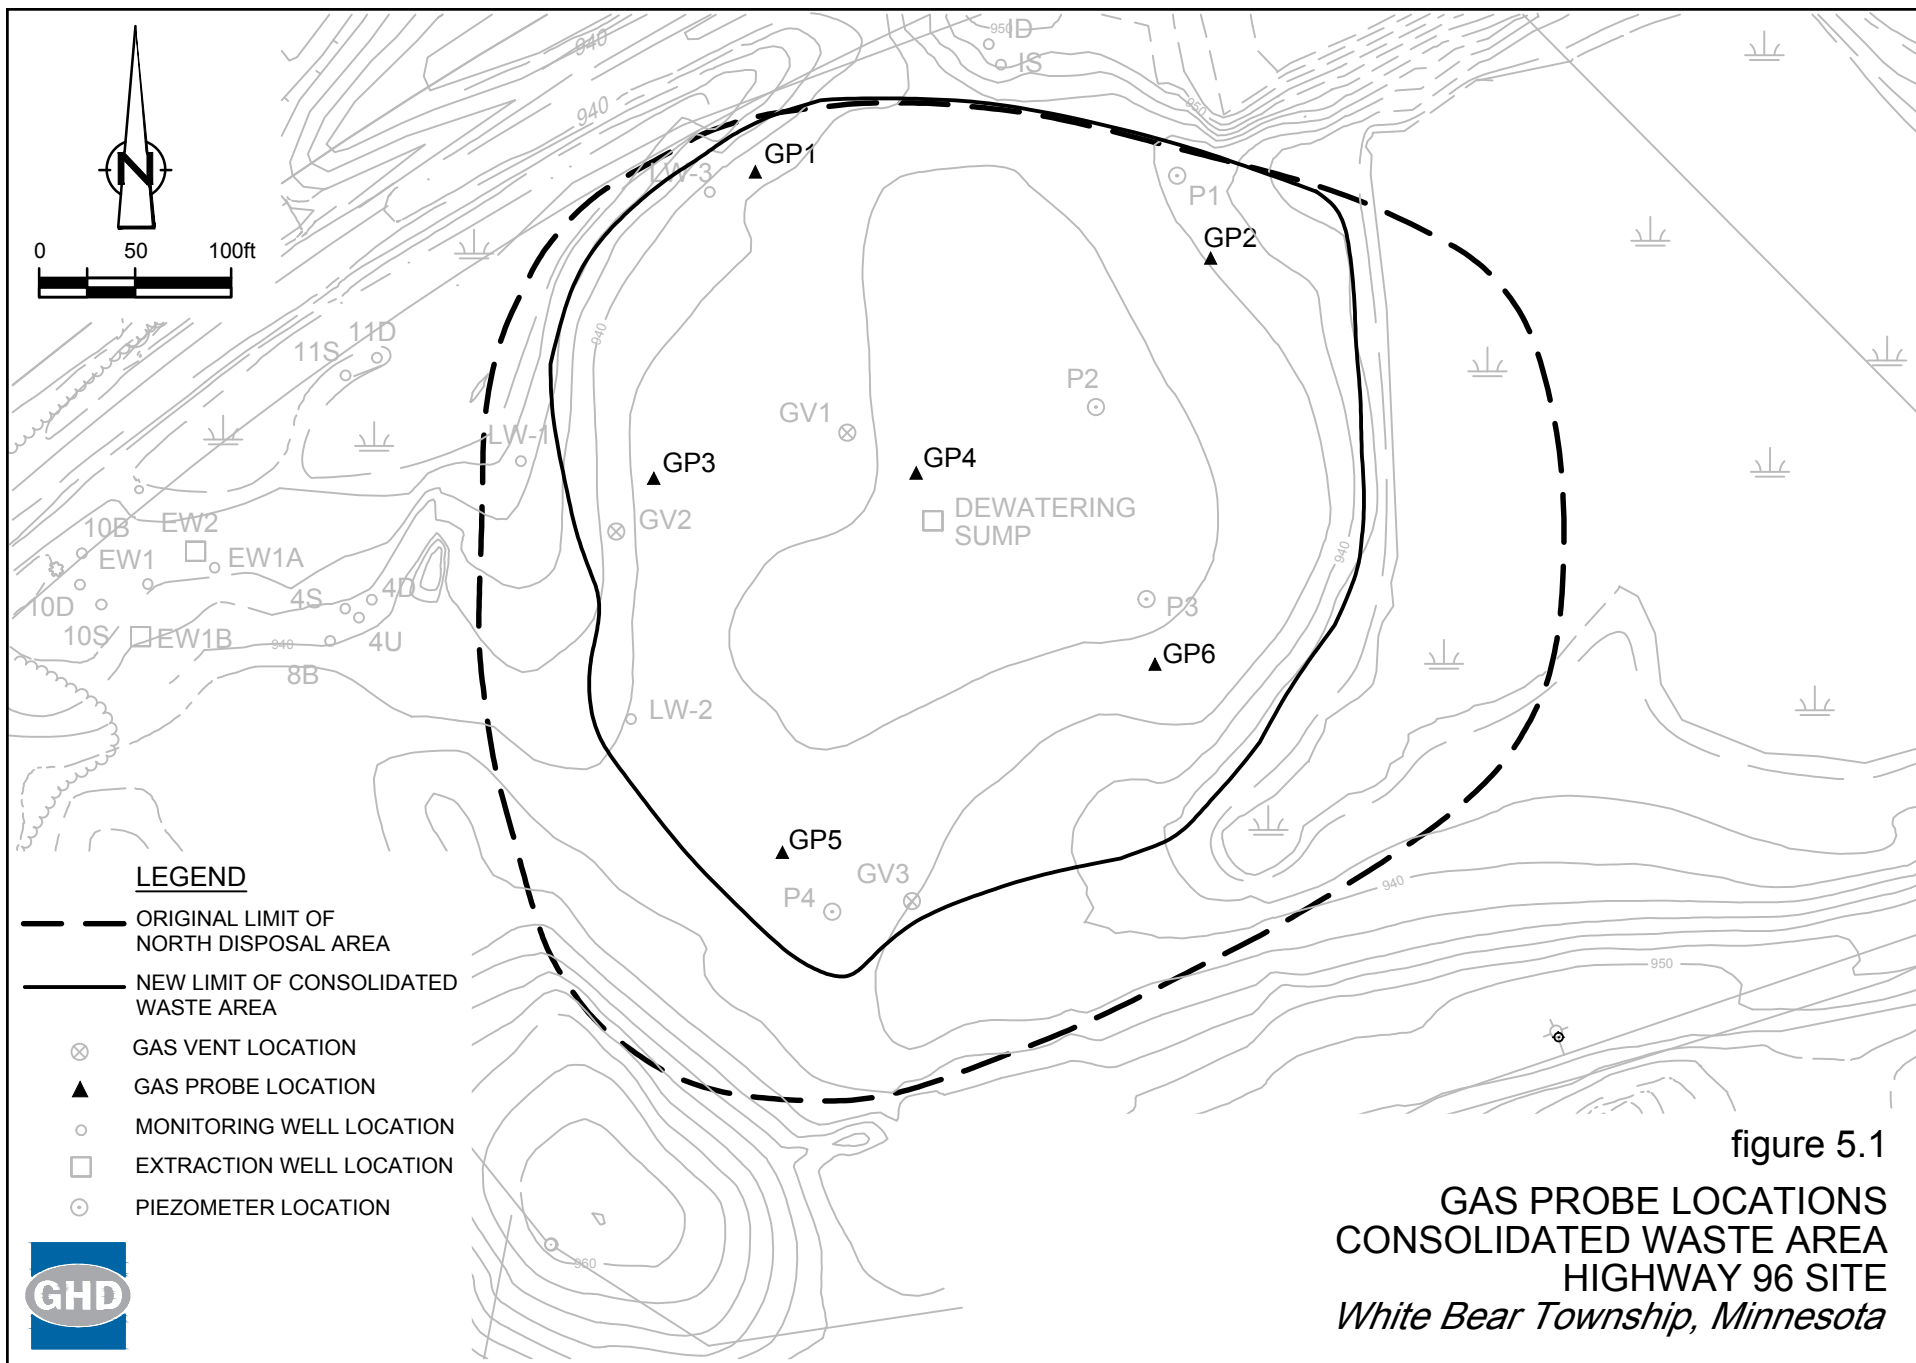 940
950
ID
IS
940
950
N
0 50 100ft
GP1
LW-3
P1
GP2
940
11D
11S
P2
GV1
LW-1
GP3
GP4
GV2
DEWATERING
SUMP
10B
EW2
EW1
EW1A
940
4D
4S
10D
P3
10S
EW1B
940
4U
GP6
8B
LW-2
GP5
GV3
P4
940
950
960
LEGEND
ORIGINAL LIMIT OF
NORTH DISPOSAL AREA
NEW LIMIT OF CONSOLIDATED
WASTE AREA
GAS VENT LOCATION
GAS PROBE LOCATION
MONITORING WELL LOCATION
EXTRACTION WELL LOCATION
PIEZOMETER LOCATION
GHD
figure 5.1
GAS PROBE LOCATIONS
CONSOLIDATED WASTE AREA
HIGHWAY 96 SITE
White Bear Township, Minnesota